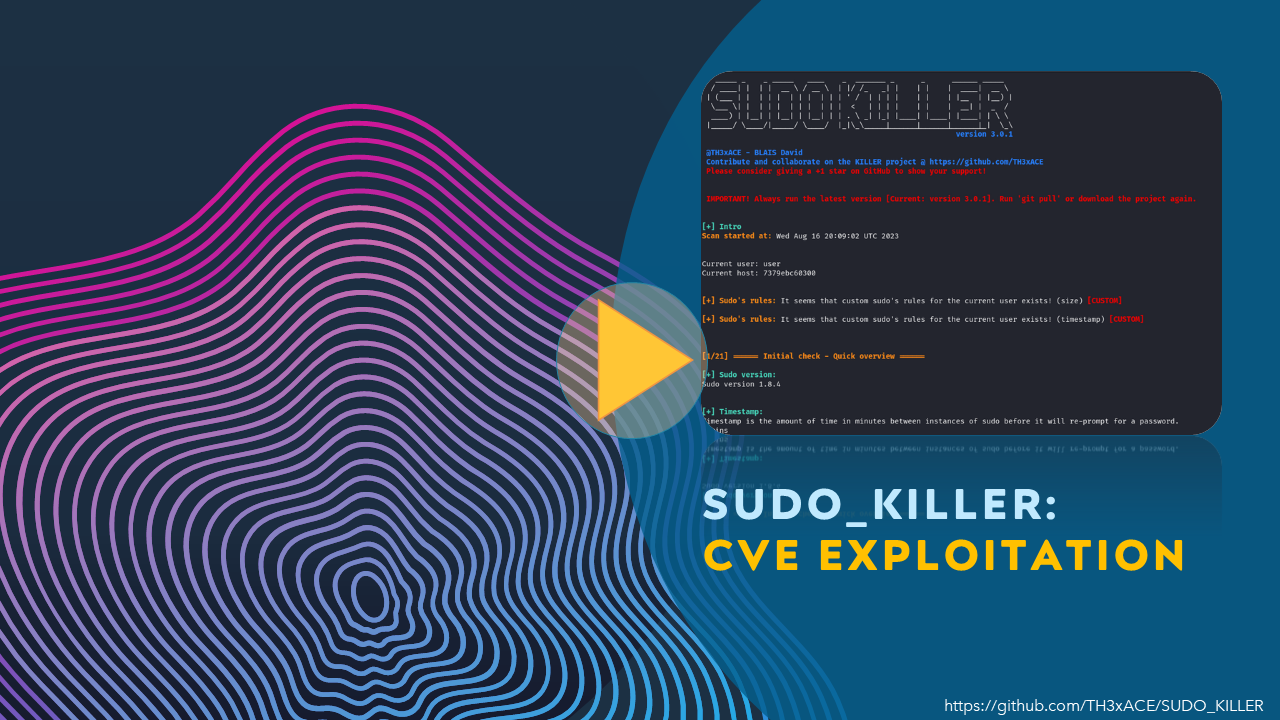 SUDOKILLER
version 3.0.1
@TH3xACE - BLAIS David
Contribute and collaborate on the KILLER project @ https://github.com/TH3xACE
Please consider giving a +1 star on GitHub to show your support!
IMPORTANT! Always run the latest version [Current: version 3.0.1]. Run 'git pull' or download the project again.
[+] Intro
Scan started at: Wed Aug 16 20:09:02 UTC 2023
Current user: user
Current host: 7379ebc60300
[+] Sudo's rules: It seems that custom sudo's rules for the current user exists! (size) [CUSTOM]
[+] Sudo's rules: It seems that custom sudo's rules for the current user exists! (timestamp) [CUSTOM]
[1/21] ====== Initial check - Quick overview ======
[+] Sudo version:
Sudo version 1.8.4
[+] Timestamp:
Timestamp is the amount of time in minutes between instances of sudo before it will re-prompt for a password.
SUDO_KILLER:
CVE EXPLOITATION
https://github.com/TH3xACE/SUDO_KILLER